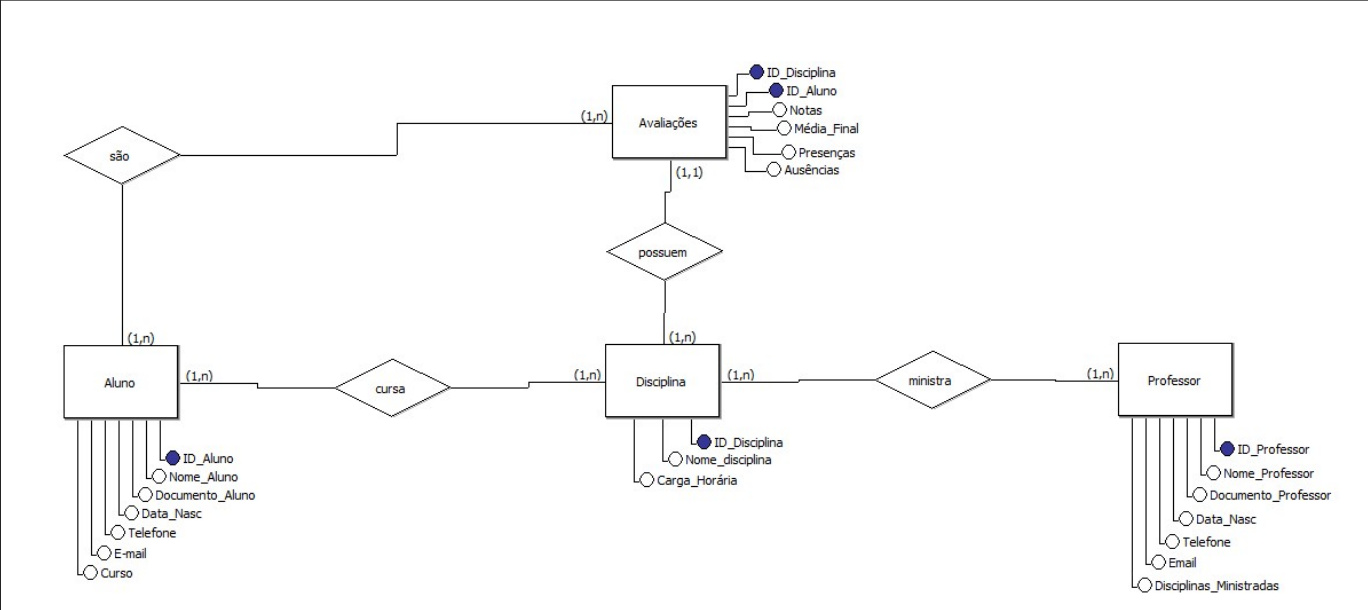 ID_Disciplina
ID_Aluno
(1,n)
Notas
Avaliações
Média_Final
são
Presenças
Ausências
(1,1)
possuem
(1,n)
(1,n)
Aluno
(1,n)
cursa
(1,n)
Disciplina
(1,n)
ministra
(1,n)
Professor
ID_Aluno
Nome_Aluno
Documento_Aluno
Data_Nasc
Telefone
E-mail
Curso
ID_Disciplina
Nome_disciplina
Carga_Horária
ID_Professor
Nome_Professor
Documento_Professor
Data_Nasc
Telefone
Email
Disciplinas_Ministradas